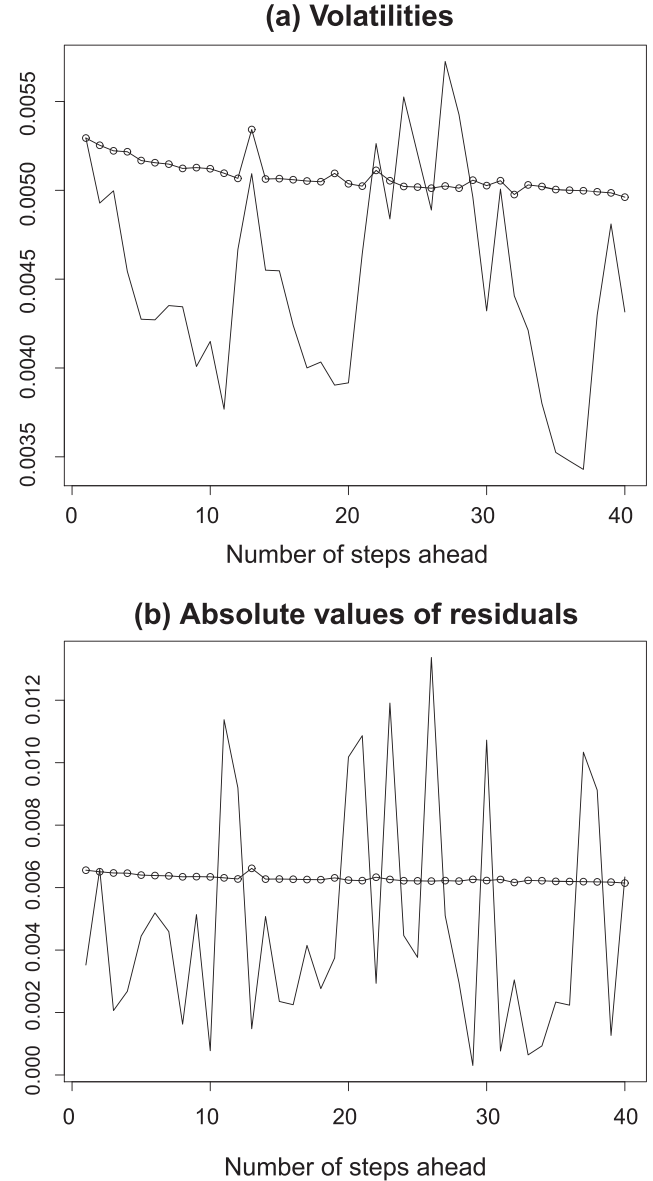 (a) Volatilities
0.0055
0.0050
0.0045
0.0040
0.0035
0 10 20 30 40
Number of steps ahead
(b) Absolute values of residuals
0.012
0.010
0.008
0.006
0.004
0.002
0.000
0 10 20 30 40
Number of steps ahead